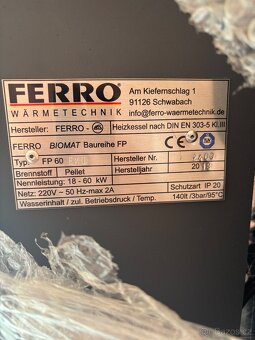 FERRO
WÄRMETECHNIK
Am Kiefernschlag 1
91126 Schwabach
info@ferro-waermetechnik.de
Hersteller: FERRO - Heizkessel nach DIN EN 303-5 Kl.III
FERRO BIOMAT Baureihe FP
CE
Typ: FP 60 Hersteller Nr.
Brennstoff Pellet Herstelljahr
Nennleistung: 18 - 60 kW
Netz: 220V ~ 50 Hz-max 2A Schutzart IP 20
Wasserinhalt / zul. Betriebsdruck / Temp. 140lt /3bar/95°C